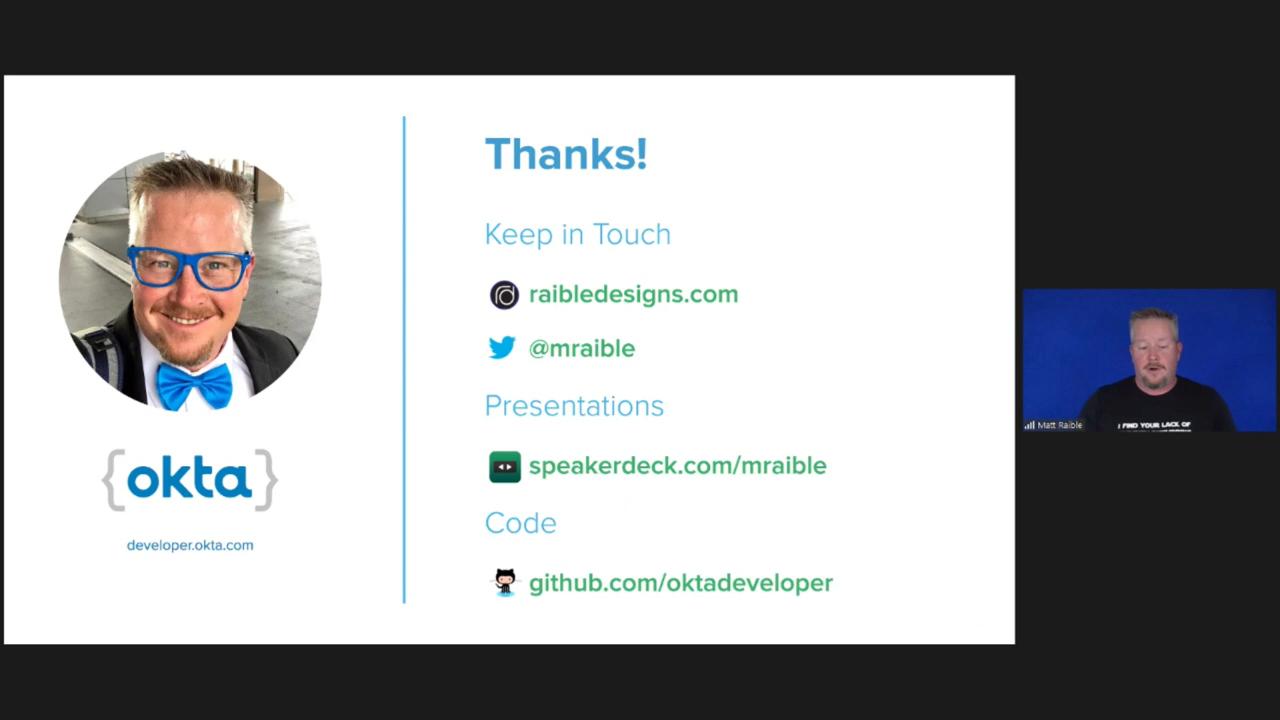 Thanks!
Keep in Touch
raibledesigns.com
@mraible
Presentations
speakerdeck.com/mraible
Code
github.com/oktadeveloper
{okta}
developer.okta.com
Matt Raible
I FIND YOUR LACK OF